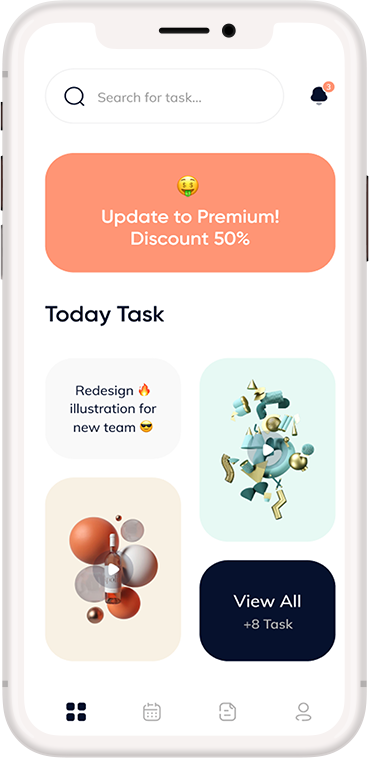 Search for task...
3
🤑
Update to Premium!
Discount 50%
Today Task
Redesign 🔥
illustration for
new team 😎
View All
+8 Task